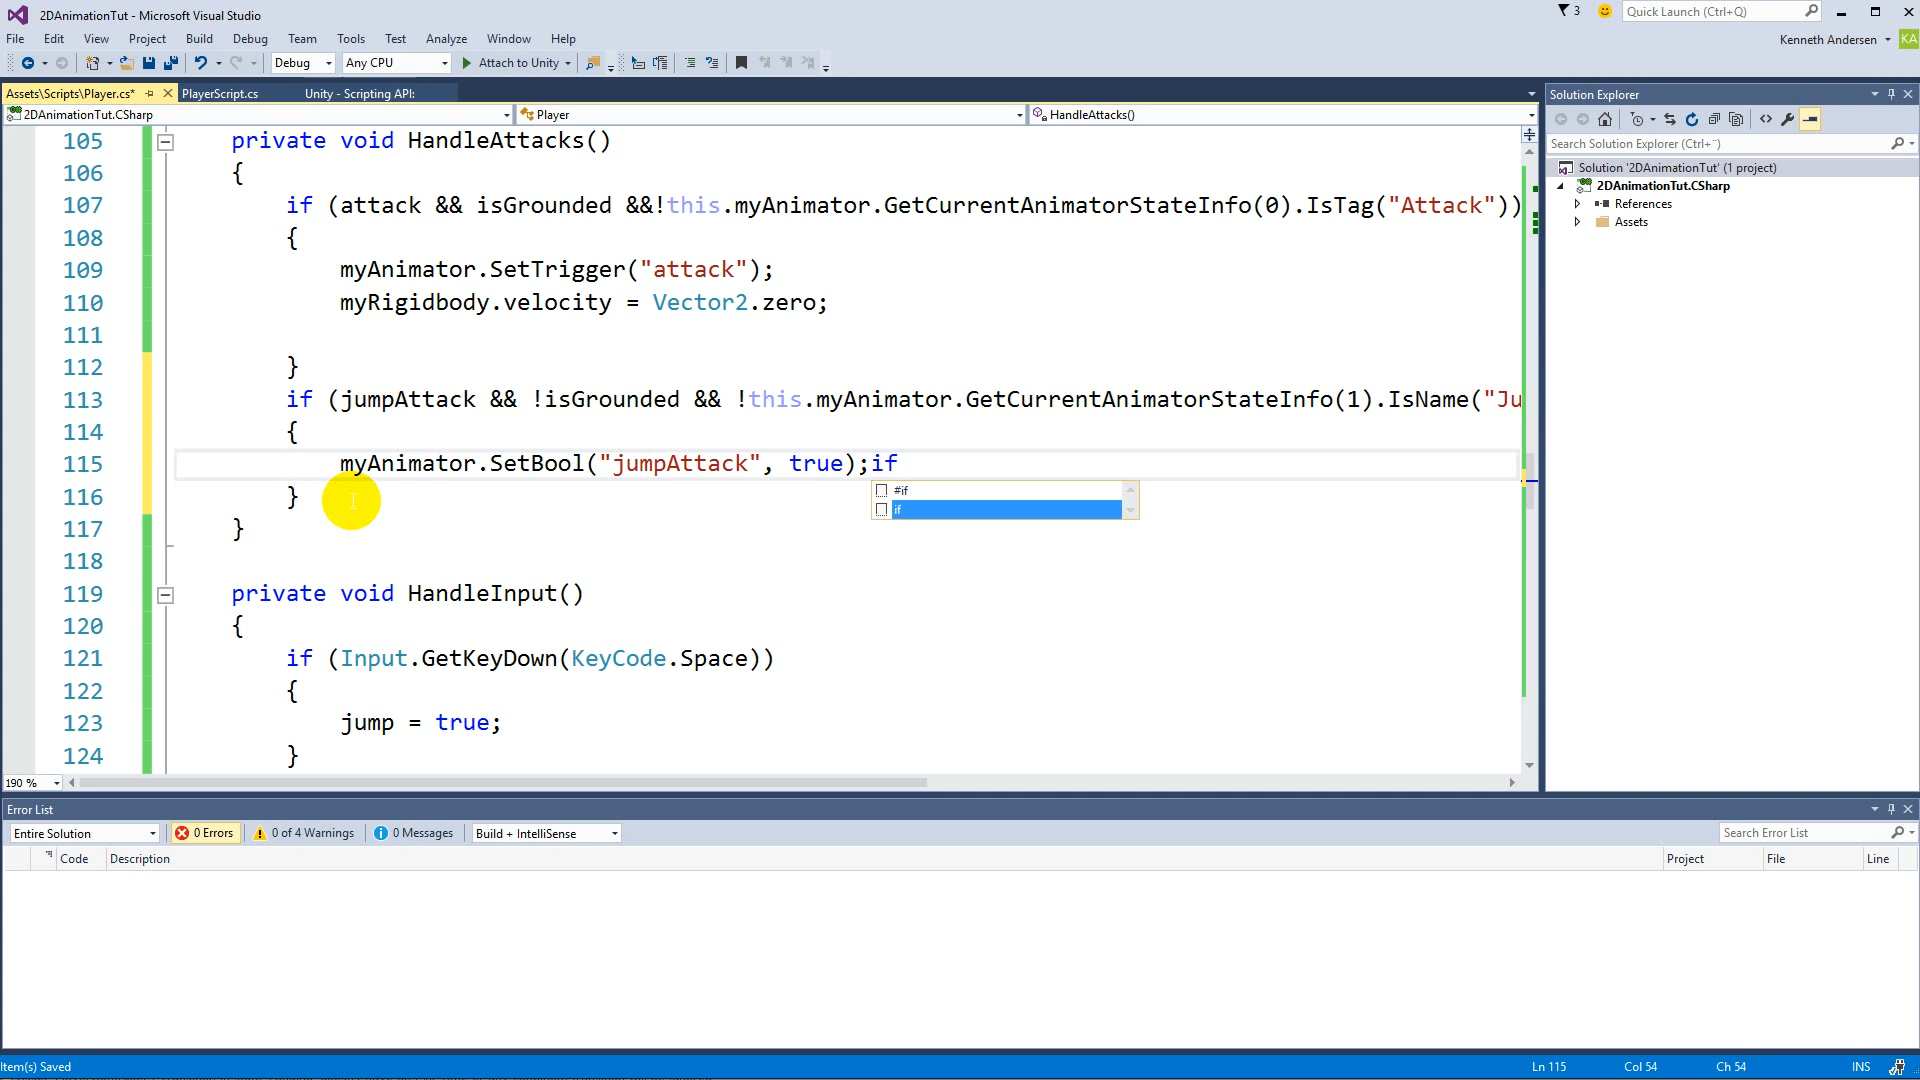 2DAnimationTut - Microsoft Visual Studio
3
Quick Launch (Ctrl+Q)
File Edit View Project Build Debug Team Tools Test Analyze Window Help
Kenneth Andersen
KA
Debug
Any CPU
Attach to Unity
Assets\Scripts\Player.cs*
PlayerScript.cs
Unity - Scripting API:
2DAnimationTut.CSharp
Player
HandleAttacks()
105 private void HandleAttacks()
106 {
107 if (attack && isGrounded &&!this.myAnimator.GetCurrentAnimatorStateInfo(0).IsTag("Attack"))
108 {
109 myAnimator.SetTrigger("attack");
110 myRigidbody.velocity = Vector2.zero;
111
112 }
113 if (jumpAttack && !isGrounded && !this.myAnimator.GetCurrentAnimatorStateInfo(1).IsName("Ju
114 {
115 myAnimator.SetBool("jumpAttack", true);if
#if
116 }
if
117 }
118
119 private void HandleInput()
120 {
121 if (Input.GetKeyDown(KeyCode.Space))
122 {
123 jump = true;
124 }
190 %
Solution Explorer
Search Solution Explorer (Ctrl+¨)
Solution '2DAnimationTut' (1 project)
2DAnimationTut.CSharp
References
Assets
Error List
Entire Solution
0 Errors
0 of 4 Warnings
0 Messages
Build + IntelliSense
Search Error List
Code Description Project File Line
Item(s) Saved
Ln 115 Col 54 Ch 54 INS